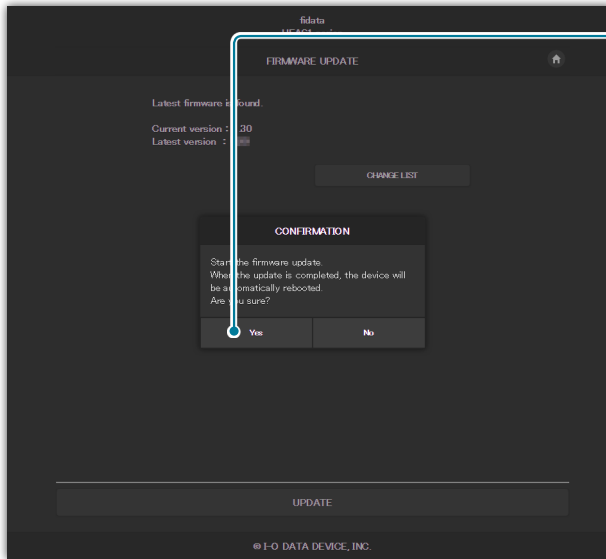 fidata
FIRMWARE UPDATE
Latest firmware is found.
Current version : .30
Latest version :
CHANGE LIST
CONFIRMATION
Start the firmware update.
When the update is completed, the device will
be automatically rebooted.
Are you sure?
Yes No
UPDATE
© I-O DATA DEVICE, INC.